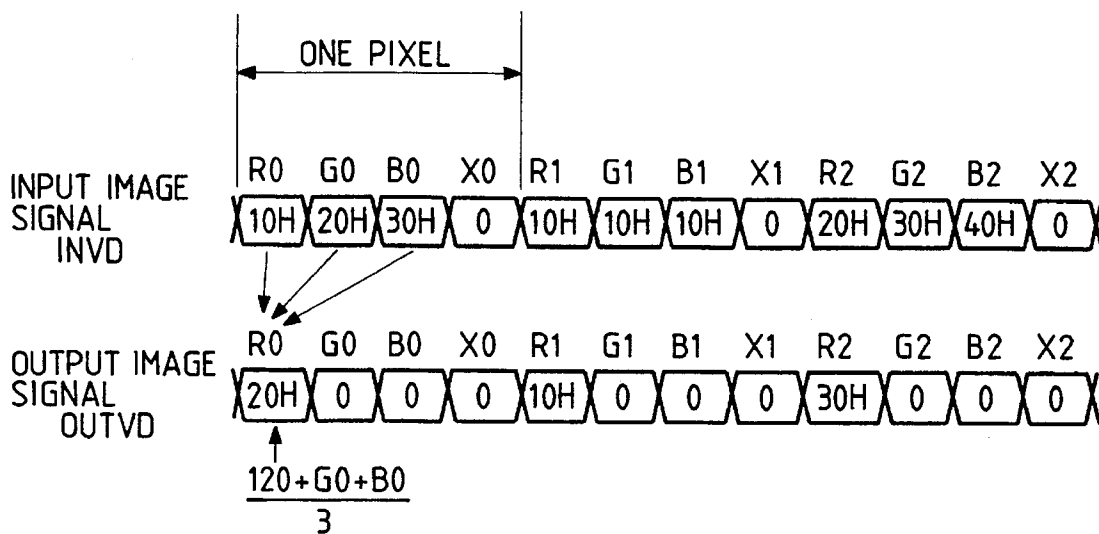 ONE PIXEL
R0 G0 B0 X0 R1 G1 B1 X1 R2 G2 B2 X2
INPUT IMAGE
SIGNAL
INVD
10H 20H 30H 0 10H 10H 10H 0 20H 30H 40H 0
R0 G0 B0 X0 R1 G1 B1 X1 R2 G2 B2 X2
OUTPUT IMAGE
SIGNAL
OUTVD
20H 0 0 0 10H 0 0 0 30H 0 0 0
120+G0+B0
3